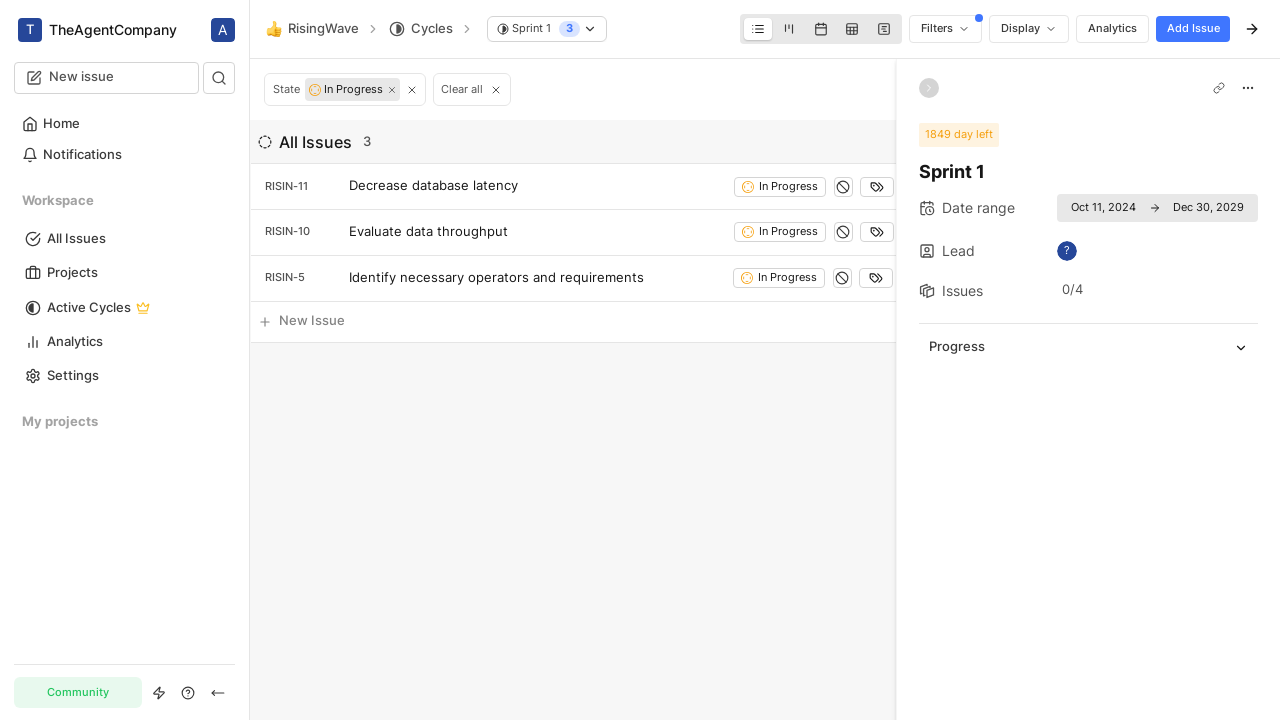 T
TheAgentCompany
A
New issue
Home
Notifications
Workspace
All Issues
Projects
Active Cycles
Analytics
Settings
My projects
Community
RisingWave
Cycles
Sprint 1
3
Filters
Display
Analytics
Add Issue
State
In Progress
Clear all
All Issues
3
RISIN-11
Decrease database latency
In Progress
RISIN-10
Evaluate data throughput
In Progress
RISIN-5
Identify necessary operators and requirements
In Progress
New Issue
1849 day left
Sprint 1
Date range
Oct 11, 2024
Dec 30, 2029
Lead
?
Issues
0/4
Progress